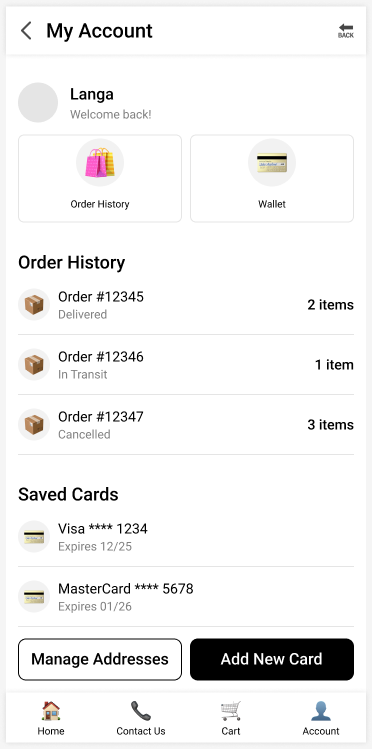 My Account
BACK
Langa
Welcome back!
Order History
Wallet
Order History
Order #12345
Delivered
2 items
Order #12346
In Transit
1 item
Order #12347
Cancelled
3 items
Saved Cards
Visa **** 1234
Expires 12/25
MasterCard **** 5678
Expires 01/26
Manage Addresses
Add New Card
Home
Contact Us
Cart
Account